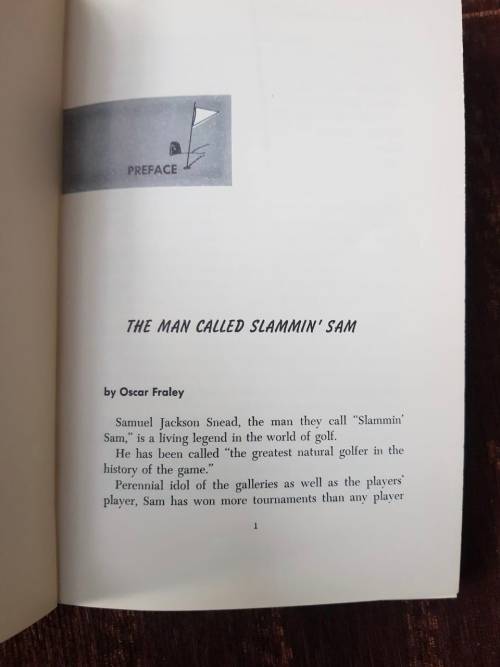 PREFACE
THE MAN CALLED SLAMMIN' SAM
by Oscar Fraley
Samuel Jackson Snead, the man they call "Slammin'
Sam," is a living legend in the world of golf.
He has been called "the greatest natural golfer in the
history of the game."
Perennial idol of the galleries as well as the players'
player, Sam has won more tournaments than any player
1